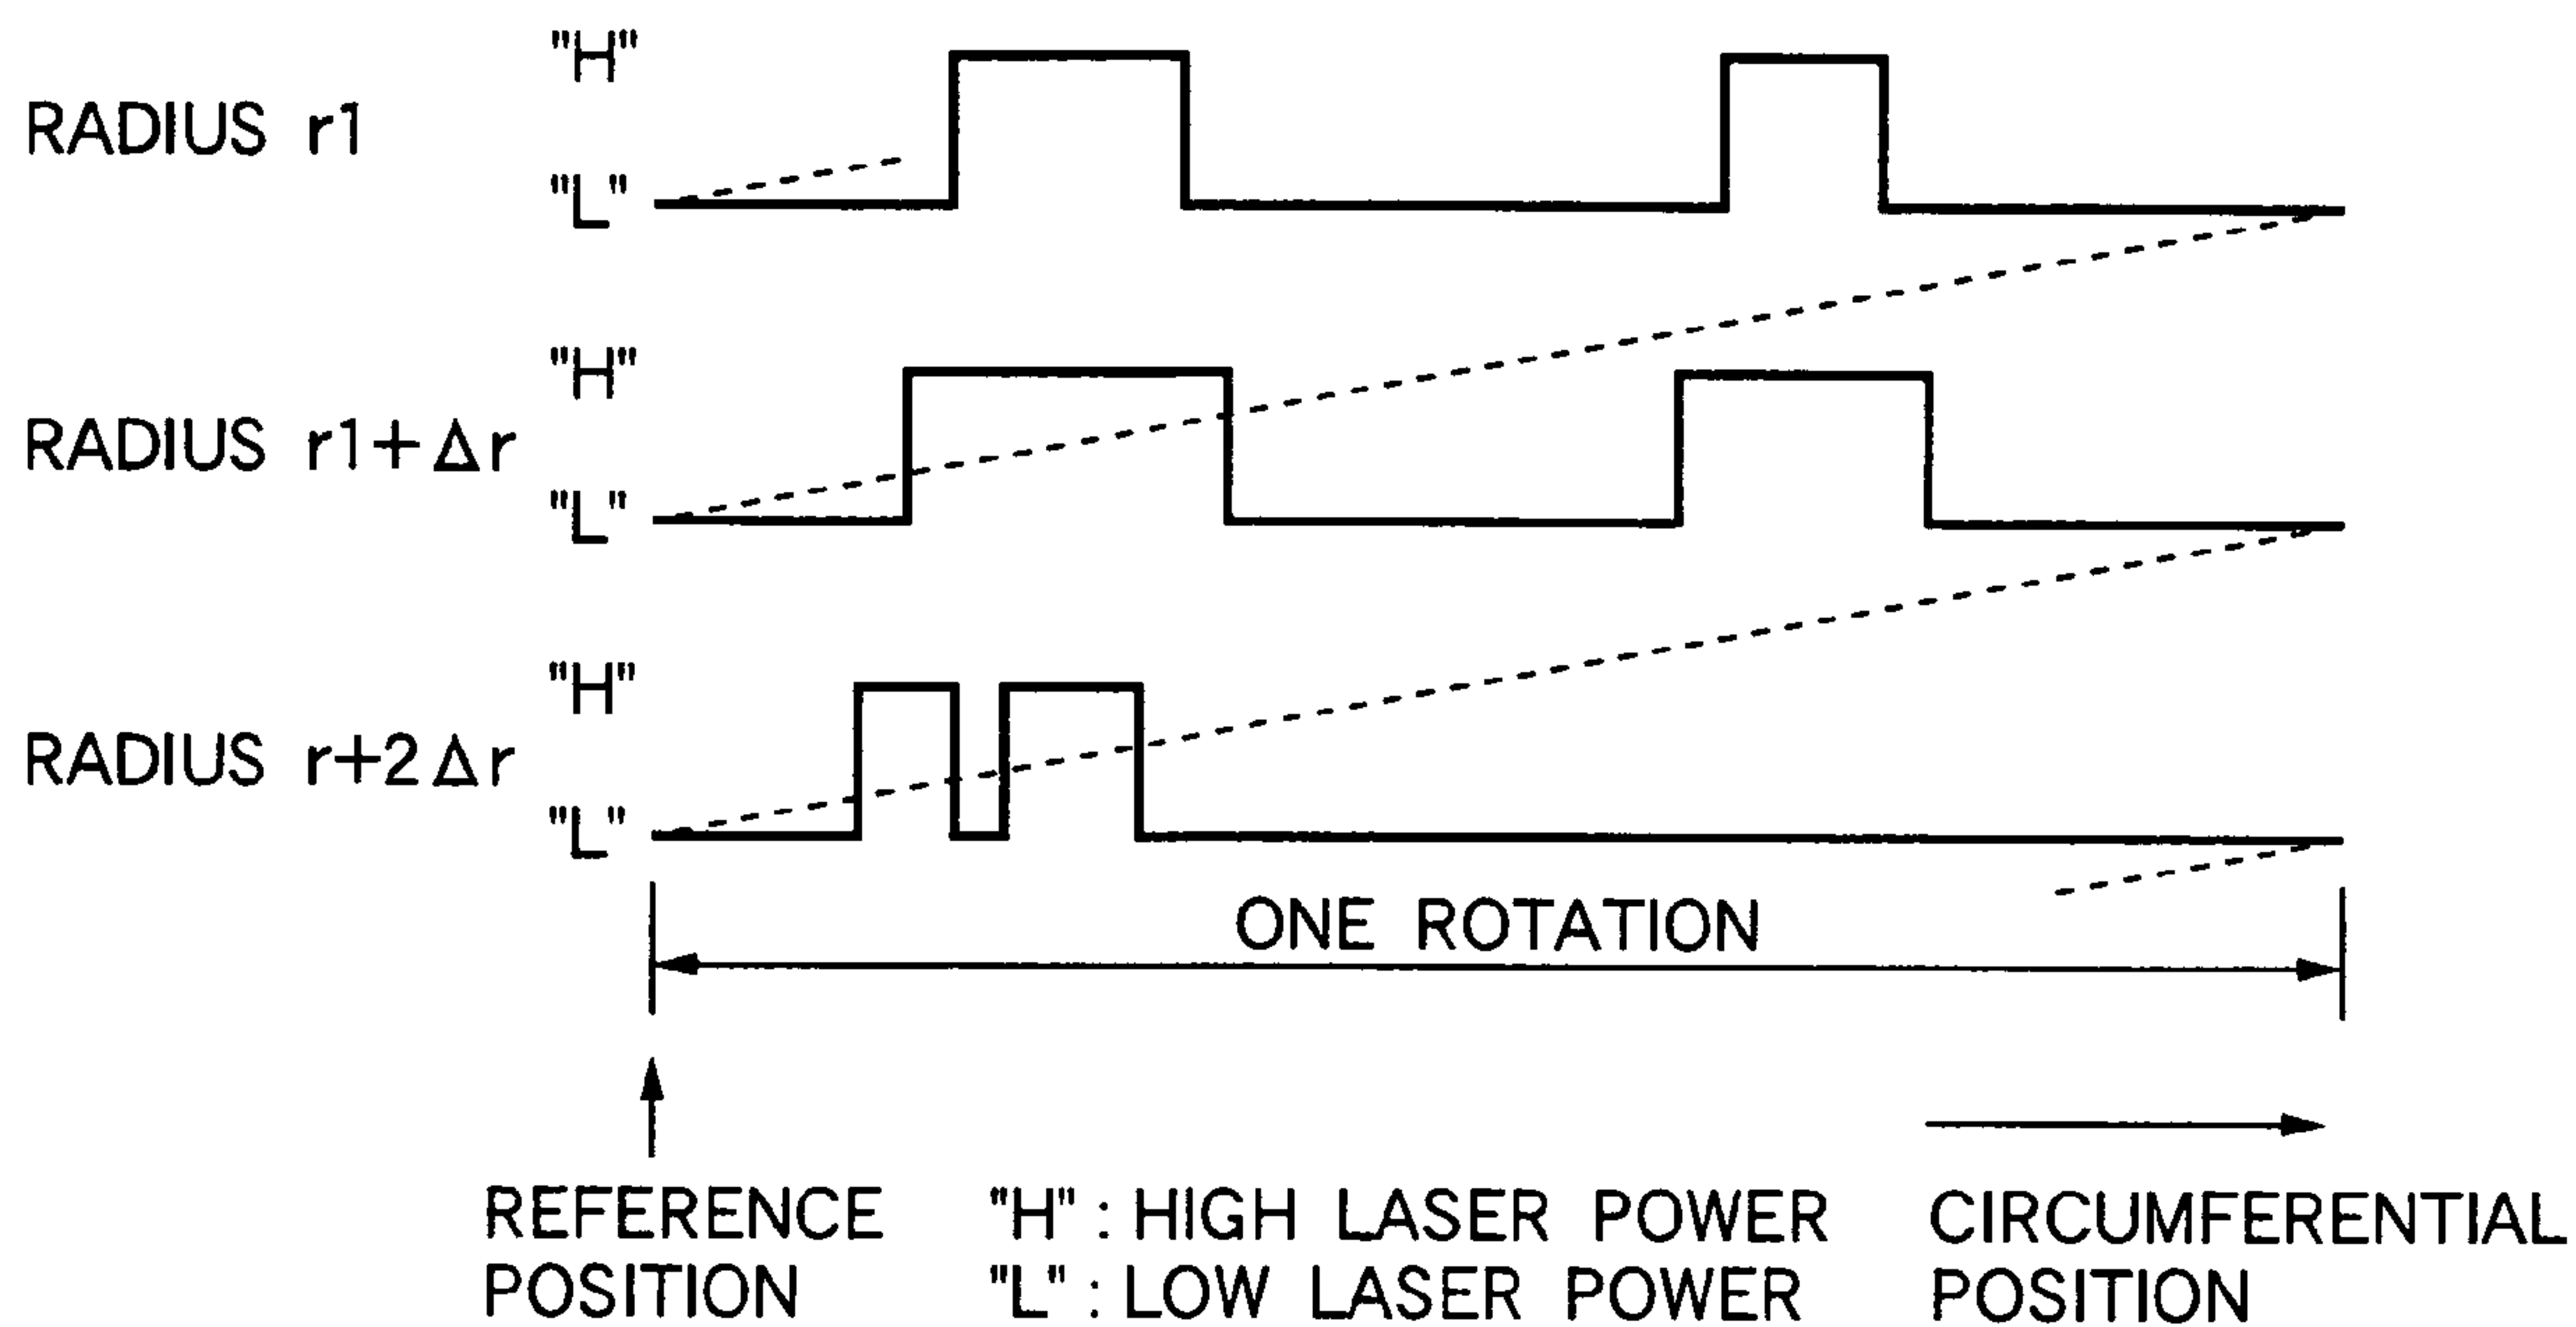 "H"
RADIUS r1
"L"
"H"
RADIUS r1+Δr
"L"
"H"
RADIUS r+2Δr
"L"
ONE ROTATION
REFERENCE POSITION
"H" : HIGH LASER POWER
"L" : LOW LASER POWER
CIRCUMFERENTIAL POSITION